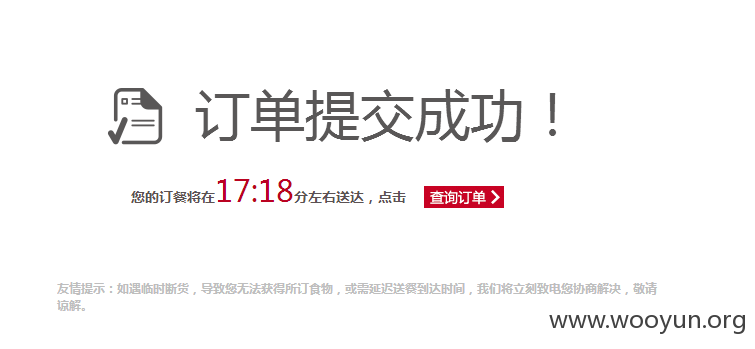 订单提交成功！
您的订餐将在17:18分左右送达，点击 查询订单
友情提示：如遇临时断货，导致您无法获得所订食物，或需延迟送餐到达时间，我们将立刻致电您协商解决，敬请
谅解。
www.wooyun.org